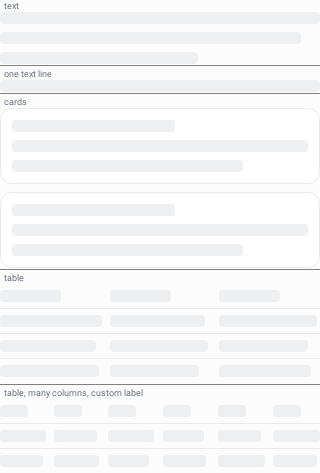 text
one text line
cards
table
table, many columns, custom label